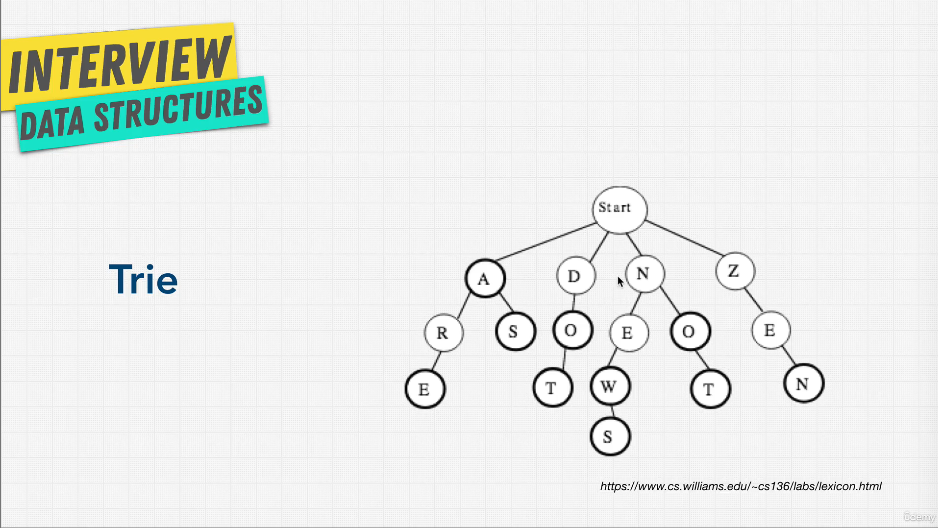 INTERVIEW
DATA STRUCTURES
Trie
Start
A D N Z
R S O E O E
E T W T N
S
https://www.cs.williams.edu/~cs136/labs/lexicon.html
Udemy